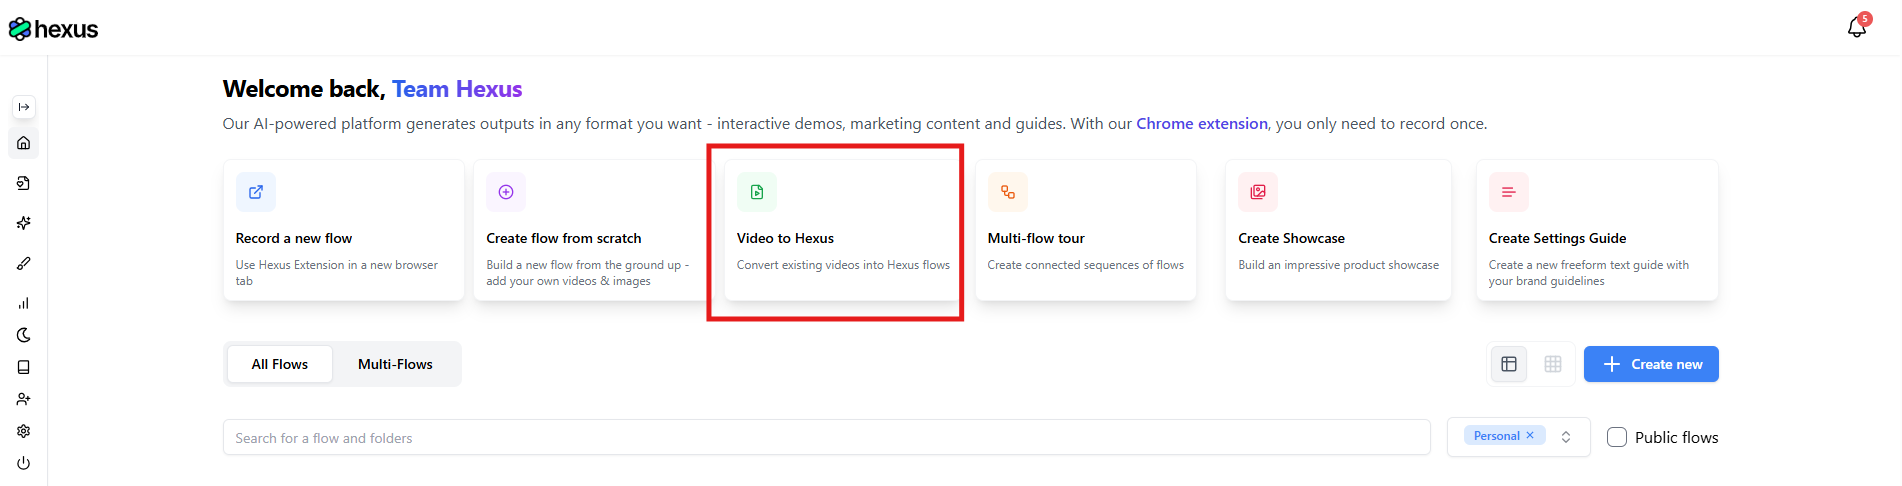 hexus
5
Welcome back, Team Hexus
Our AI-powered platform generates outputs in any format you want - interactive demos, marketing content and guides. With our Chrome extension, you only need to record once.
Record a new flow
Use Hexus Extension in a new browser
tab
Create flow from scratch
Build a new flow from the ground up -
add your own videos & images
Video to Hexus
Convert existing videos into Hexus flows
Multi-flow tour
Create connected sequences of flows
Create Showcase
Build an impressive product showcase
Create Settings Guide
Create a new freeform text guide with
your brand guidelines
All Flows
Multi-Flows
Create new
Search for a flow and folders
Personal
Public flows